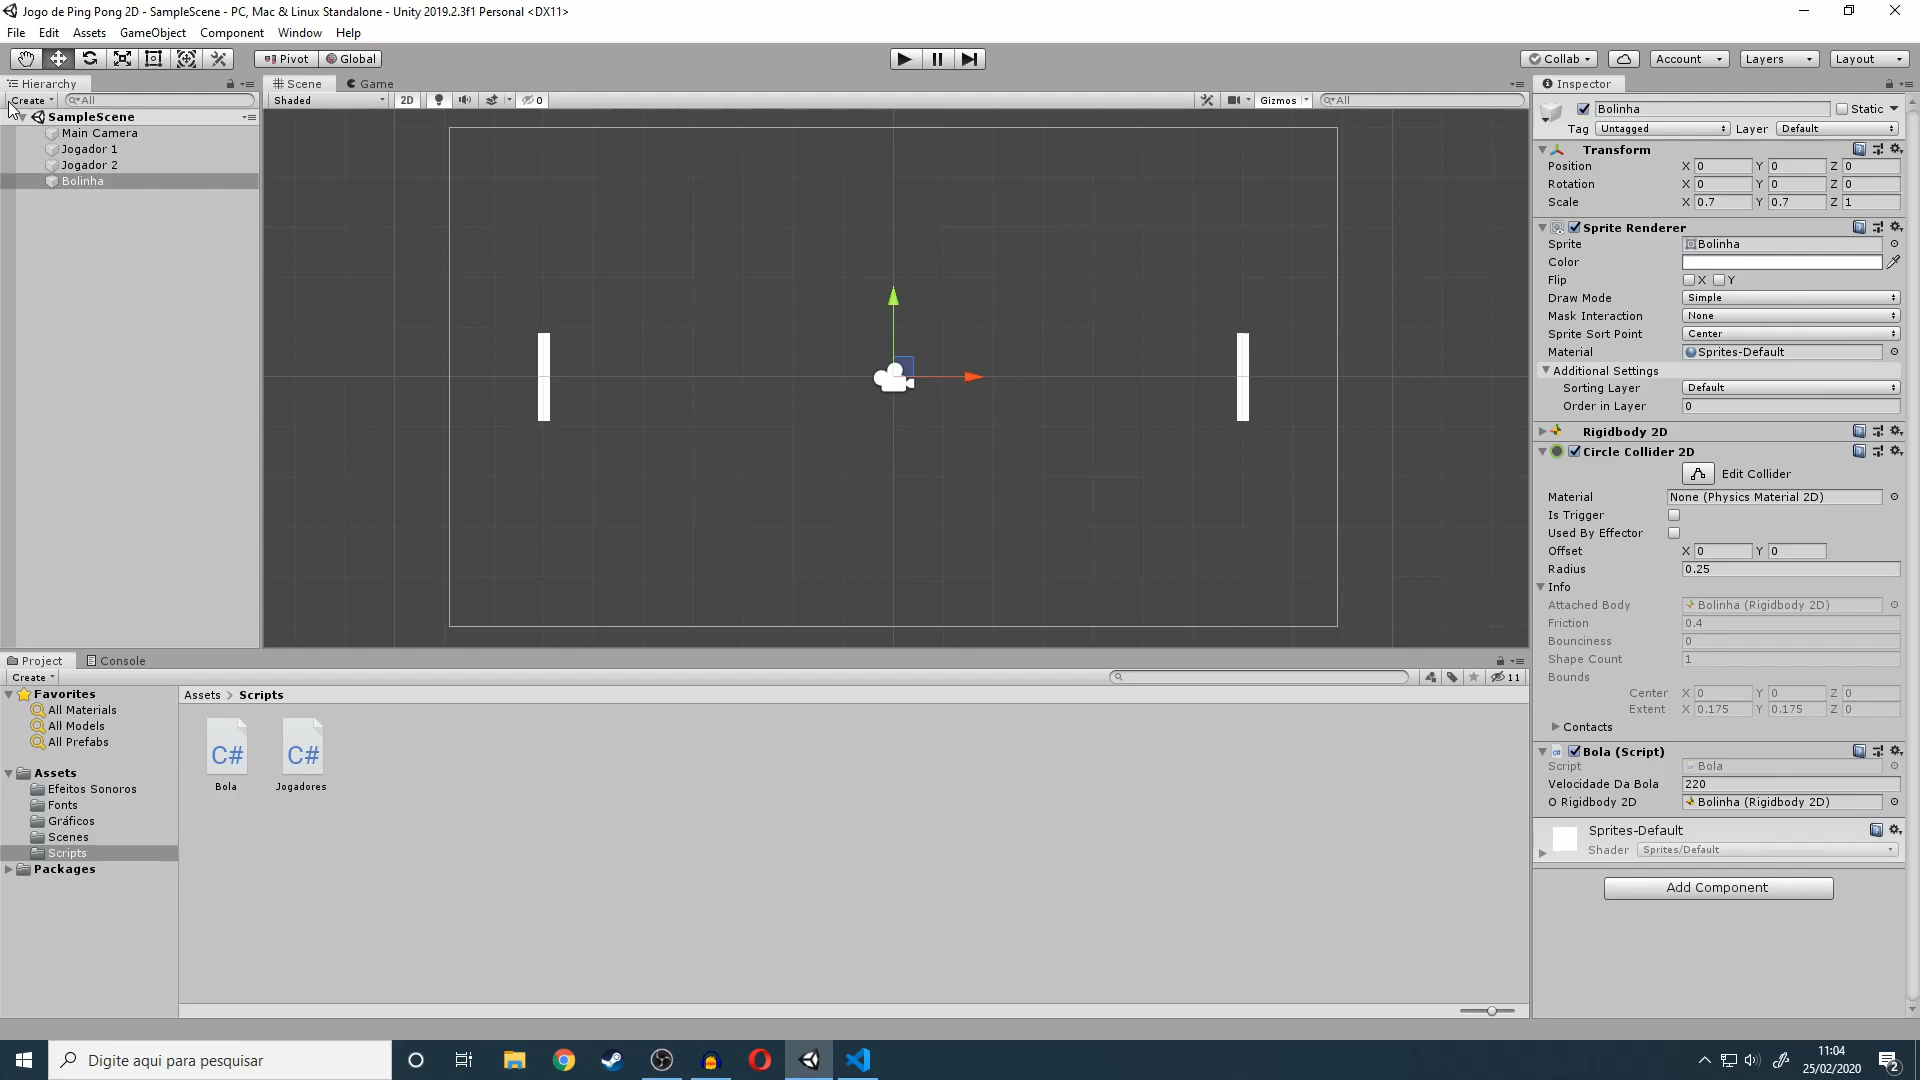 Jogo de Ping Pong 2D - SampleScene - PC, Mac & Linux Standalone - Unity 2019.2.3f1 Personal <DX11>
File Edit Assets GameObject Component Window Help
Pivot Global Collab Account Layers Layout
Hierarchy
Create All
SampleScene
Main Camera
Jogador 1
Jogador 2
Bolinha
Scene Game
Shaded 2D 0 Gizmos All
Inspector
Bolinha Static
Tag Untagged Layer Default
Transform
Position X 0 Y 0 Z 0
Rotation X 0 Y 0 Z 0
Scale X 0.7 Y 0.7 Z 1
Sprite Renderer
Sprite Bolinha
Color
Flip X Y
Draw Mode Simple
Mask Interaction None
Sprite Sort Point Center
Material Sprites-Default
Additional Settings
Sorting Layer Default
Order in Layer 0
Rigidbody 2D
Circle Collider 2D
Edit Collider
Material None (Physics Material 2D)
Is Trigger
Used By Effector
Offset X 0 Y 0
Radius 0.25
Info
Attached Body Bolinha (Rigidbody 2D)
Friction 0.4
Bounciness 0
Shape Count 1
Bounds
Center X 0 Y 0 Z 0
Extent X 0.175 Y 0.175 Z 0
Contacts
Bola (Script)
Script Bola
Velocidade Da Bola 220
O Rigidbody 2D Bolinha (Rigidbody 2D)
Sprites-Default
Shader Sprites/Default
Add Component
Project Console
Create 11
Favorites
All Materials
All Models
All Prefabs
Assets
Efeitos Sonoros
Fonts
Gráficos
Scenes
Scripts
Packages
Assets > Scripts
C# C#
Bola Jogadores
Digite aqui para pesquisar
11:04
25/02/2020
2